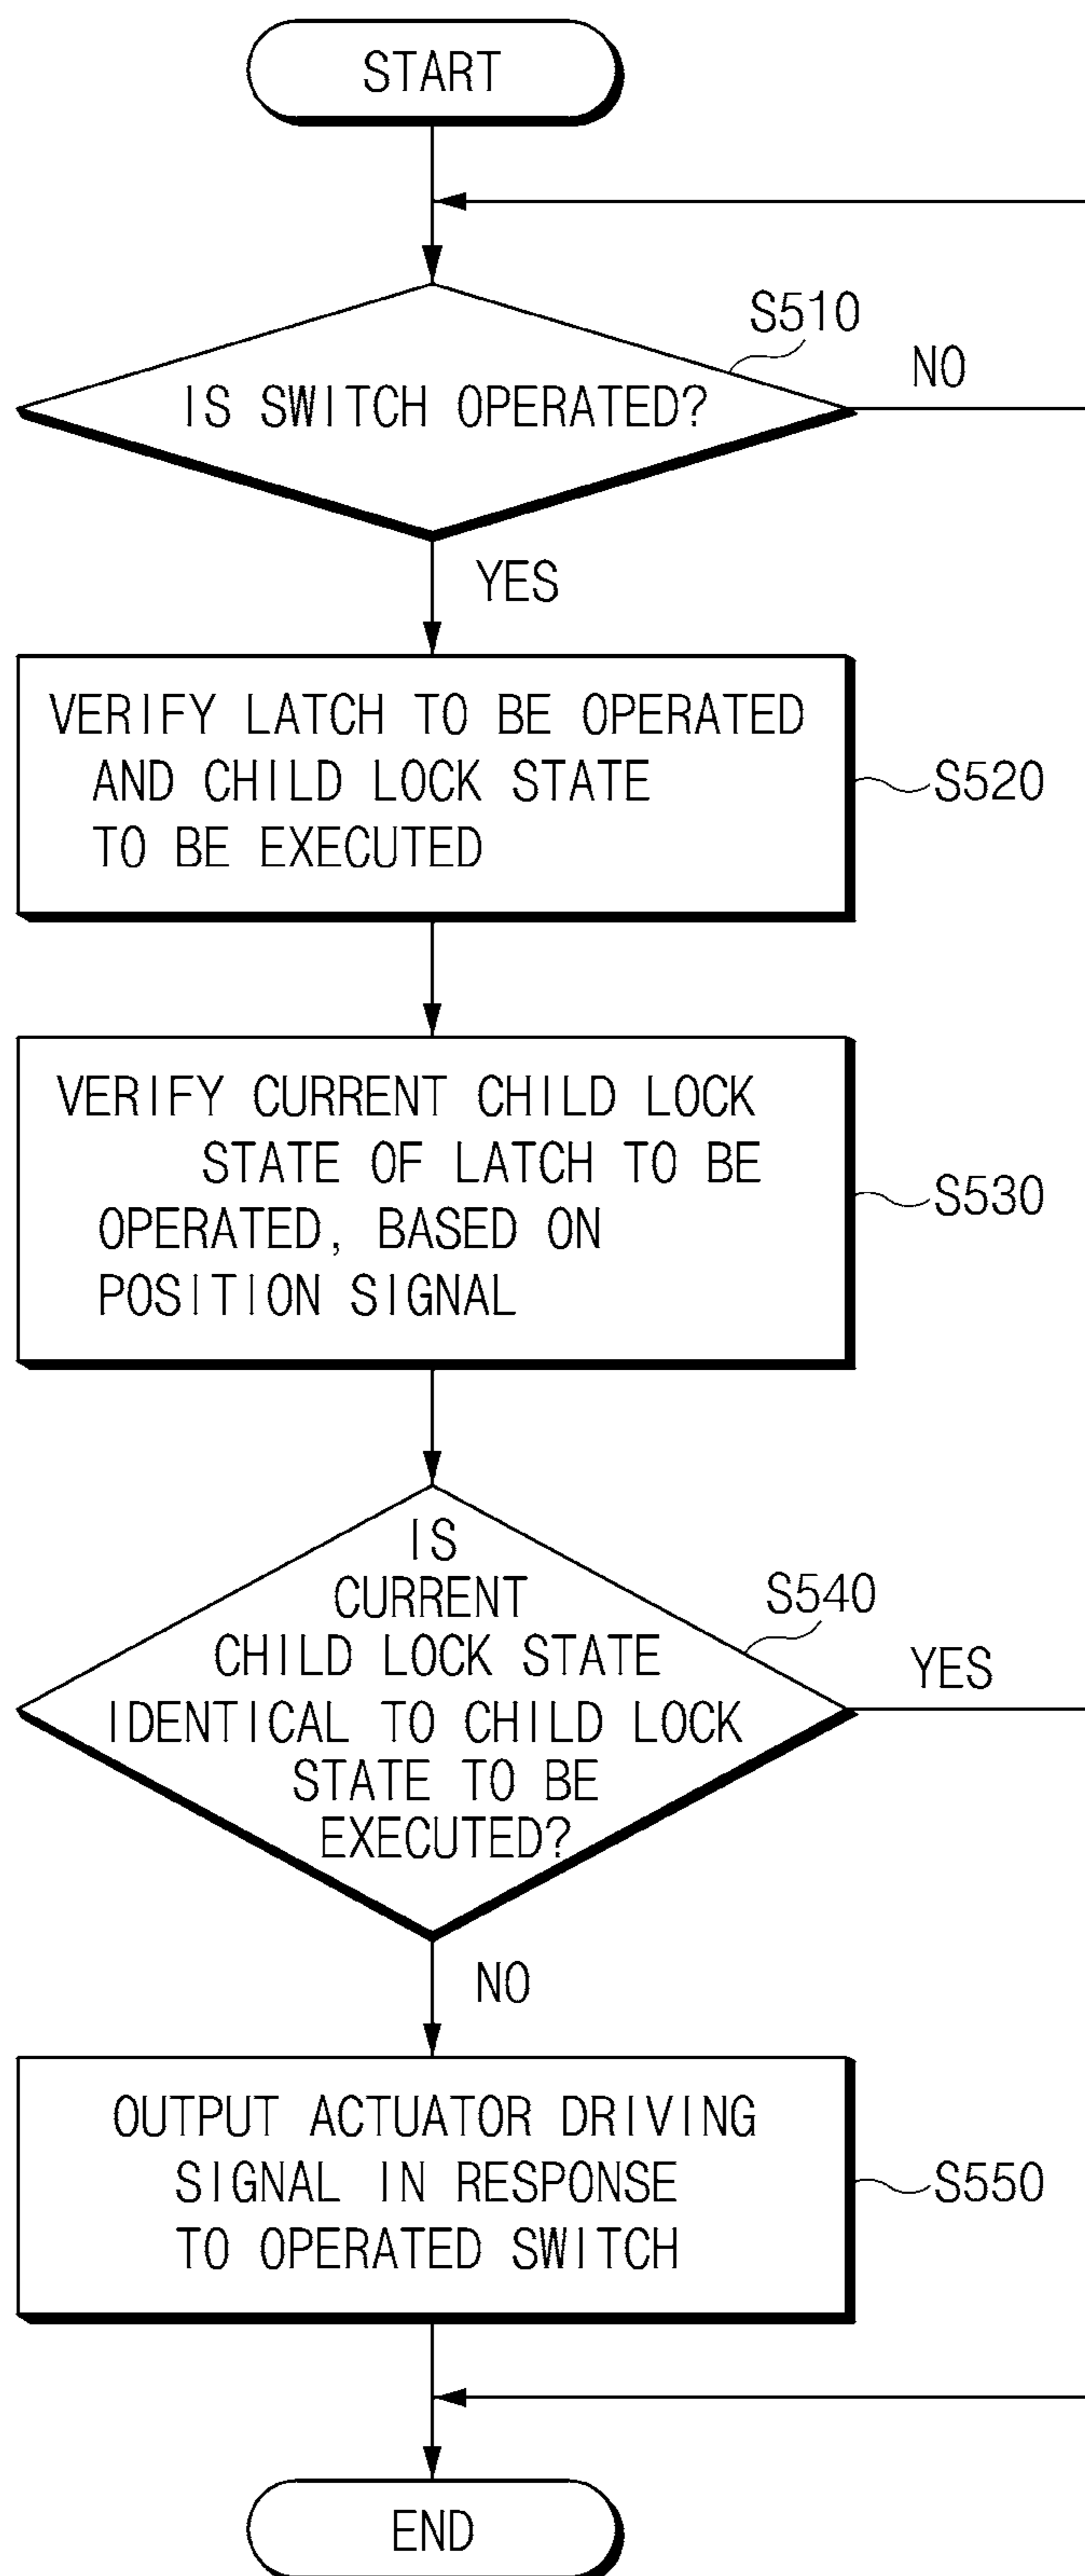 START
S510
NO
IS SWITCH OPERATED?
YES
VERIFY LATCH TO BE OPERATED
AND CHILD LOCK STATE
TO BE EXECUTED
S520
VERIFY CURRENT CHILD LOCK
STATE OF LATCH TO BE
OPERATED, BASED ON
POSITION SIGNAL
S530
IS
CURRENT
CHILD LOCK STATE
IDENTICAL TO CHILD LOCK
STATE TO BE
EXECUTED?
S540
YES
NO
OUTPUT ACTUATOR DRIVING
SIGNAL IN RESPONSE
TO OPERATED SWITCH
S550
END